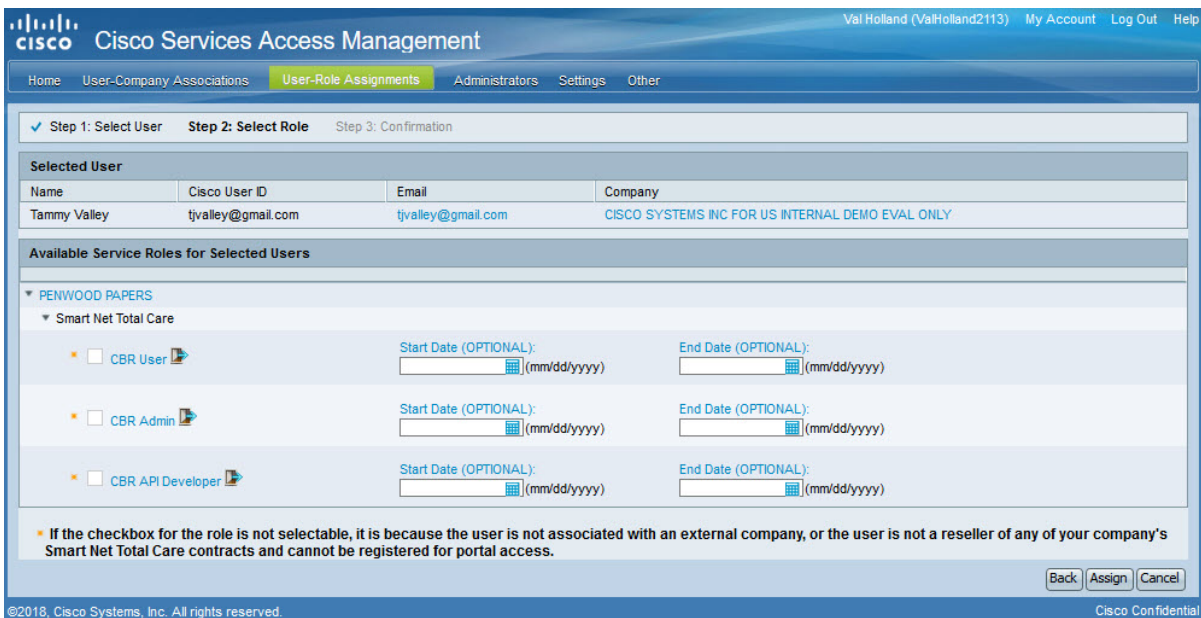 Val Holland (ValHolland2113) My Account Log Out Help
CISCO Cisco Services Access Management
Home User-Company Associations User-Role Assignments Administrators Settings Other
Step 1: Select User Step 2: Select Role Step 3: Confirmation
Selected User
Name Cisco User ID Email Company
Tammy Valley tjvalley@gmail.com tjvalley@gmail.com CISCO SYSTEMS INC FOR US INTERNAL DEMO EVAL ONLY
Available Service Roles for Selected Users
PENWOOD PAPERS
Smart Net Total Care
Start Date (OPTIONAL): End Date (OPTIONAL):
* CBR User (mm/dd/yyyy) (mm/dd/yyyy)
Start Date (OPTIONAL): End Date (OPTIONAL):
* CBR Admin (mm/dd/yyyy) (mm/dd/yyyy)
Start Date (OPTIONAL): End Date (OPTIONAL):
* CBR API Developer (mm/dd/yyyy) (mm/dd/yyyy)
* If the checkbox for the role is not selectable, it is because the user is not associated with an external company, or the user is not a reseller of any of your company's
Smart Net Total Care contracts and cannot be registered for portal access.
Back Assign Cancel
©2018, Cisco Systems, Inc. All rights reserved. Cisco Confidential